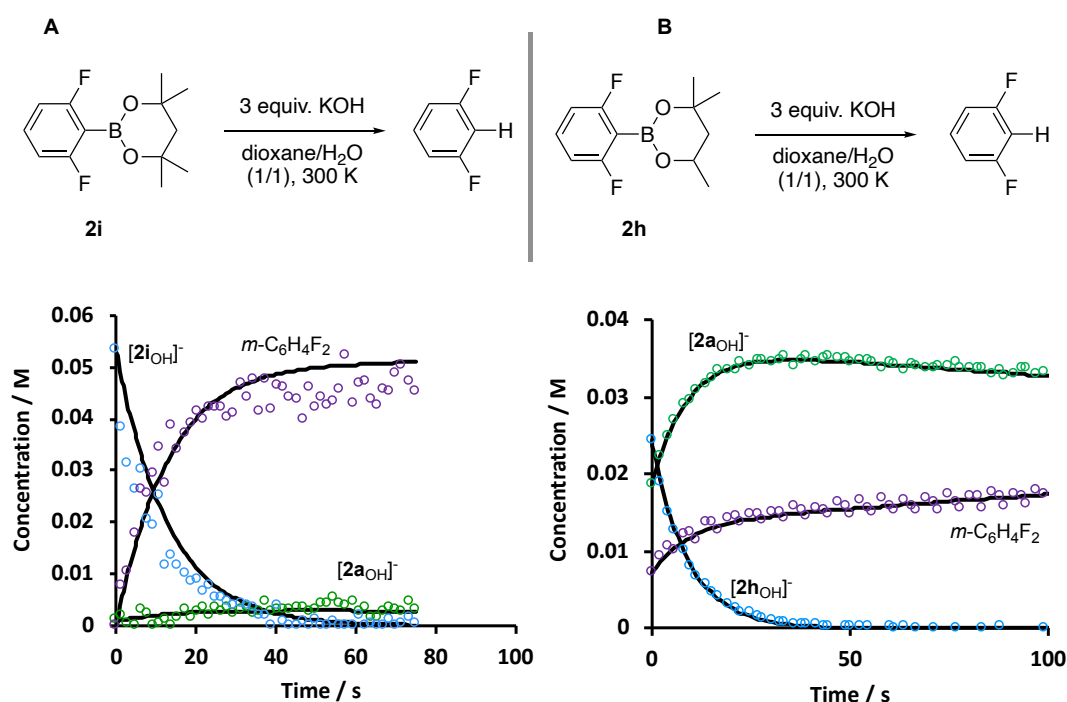 A
F
B
O
O
F
2i
3 equiv. KOH
dioxane/H₂O
(1/1), 300 K
F
H
F
B
F
B
O
O
F
2h
3 equiv. KOH
dioxane/H₂O
(1/1), 300 K
F
H
F
Concentration / M
0.06
0.05
0.04
0.03
0.02
0.01
0
[2iOH]⁻
m-C₆H₄F₂
[2aOH]⁻
0 20 40 60 80 100
Time / s
Concentration / M
0.04
0.03
0.02
0.01
0
[2aOH]⁻
m-C₆H₄F₂
[2hOH]⁻
0 50 100
Time / s